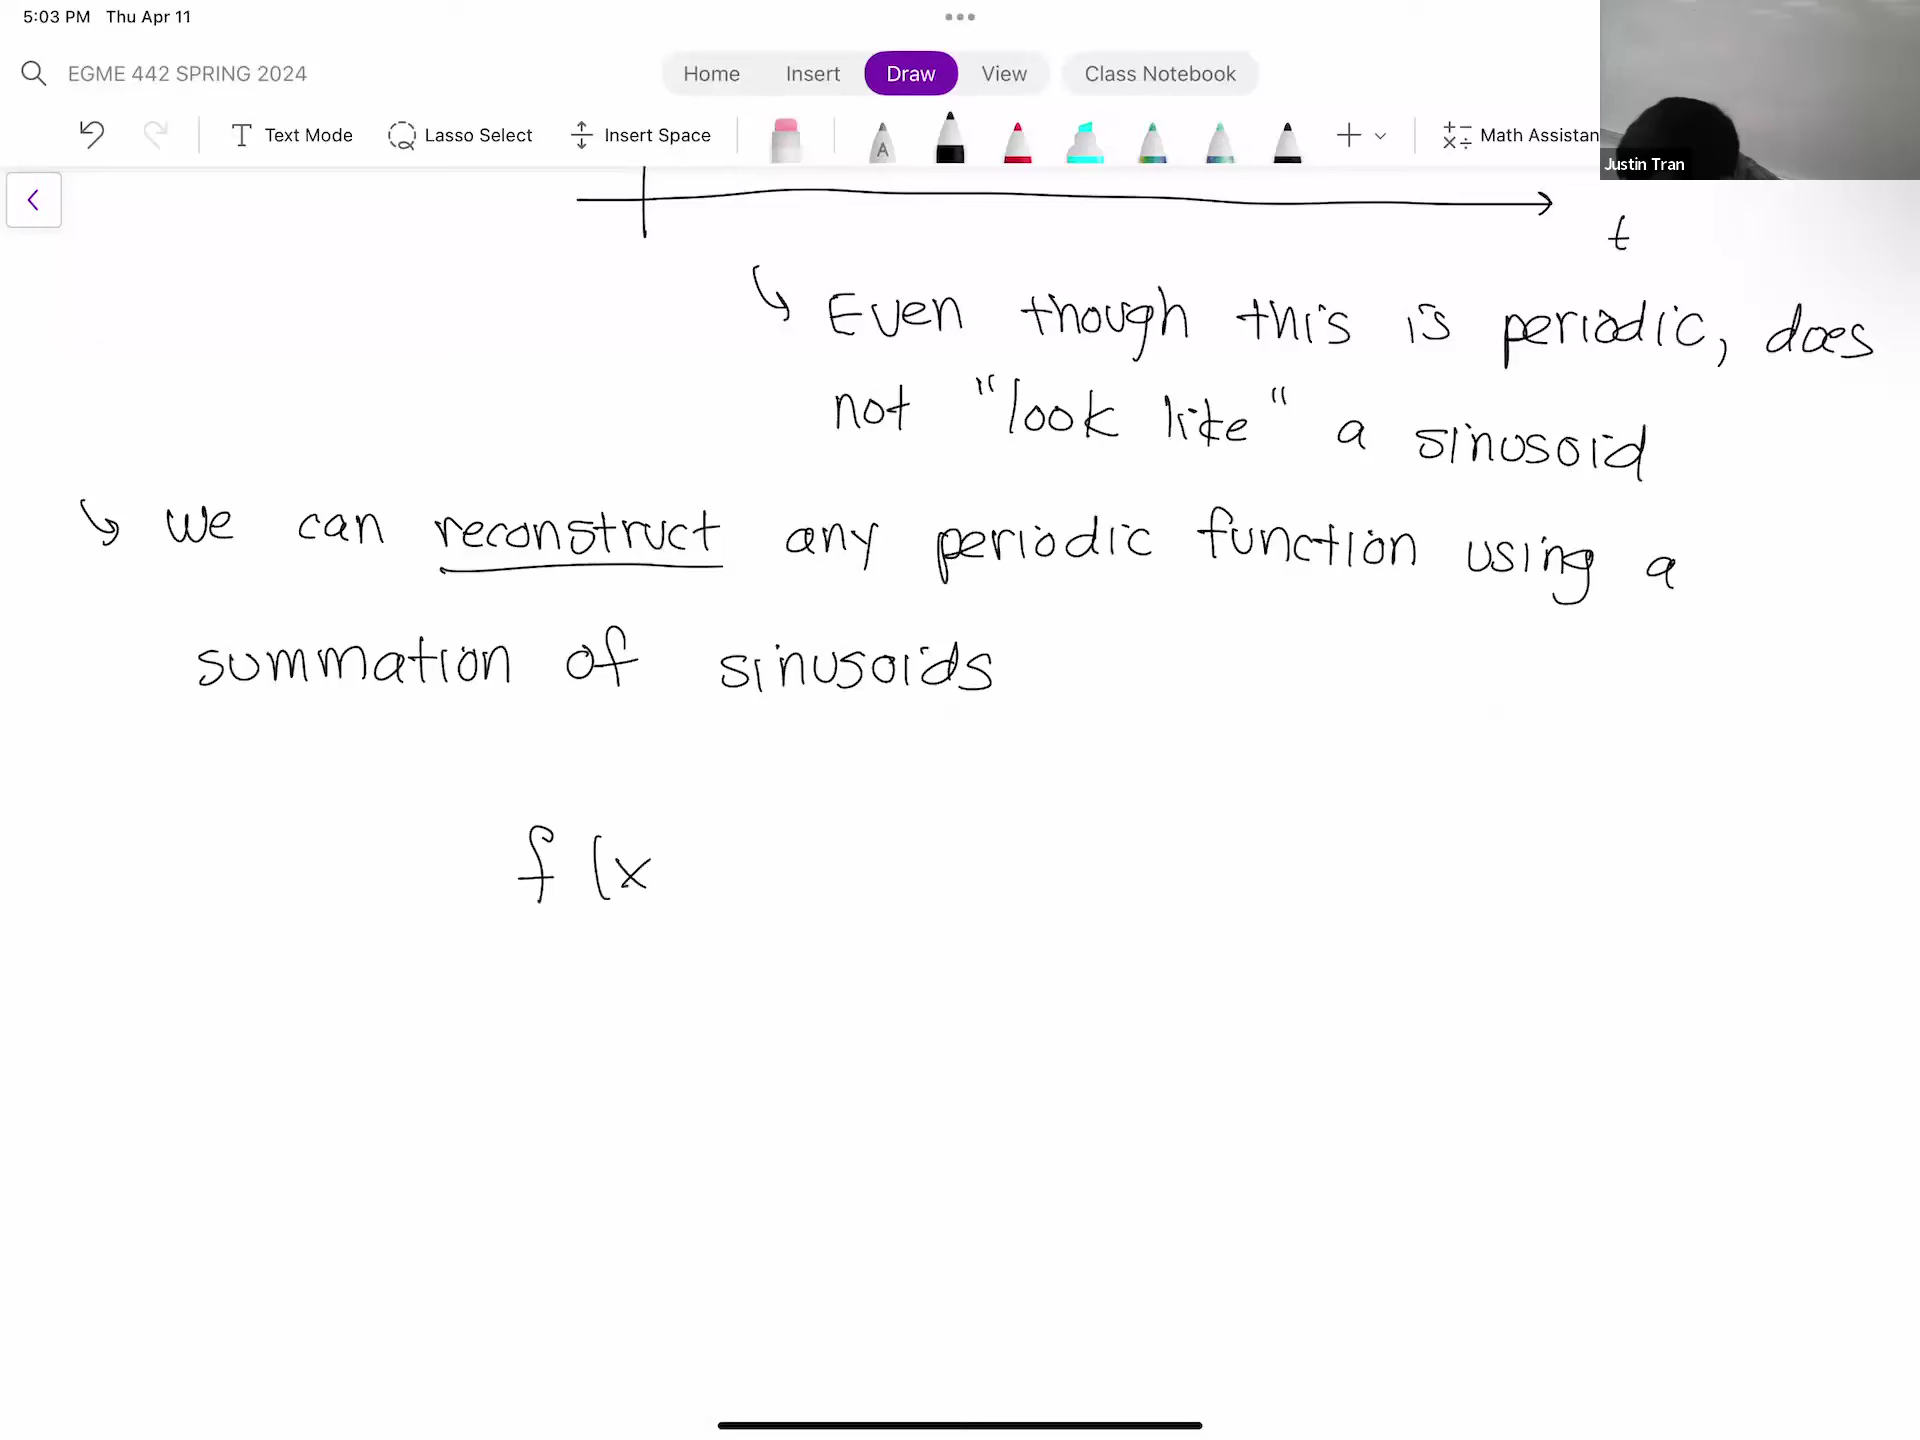 5:03 PM Thu Apr 11
EGME 442 SPRING 2024
Home Insert Draw View Class Notebook
Text Mode Lasso Select Insert Space A Math Assistan
Justin Tran
t
Even though this is periodic, does
not "look like" a sinusoid
we can reconstruct any periodic function using a
summation of sinusoids
f (x